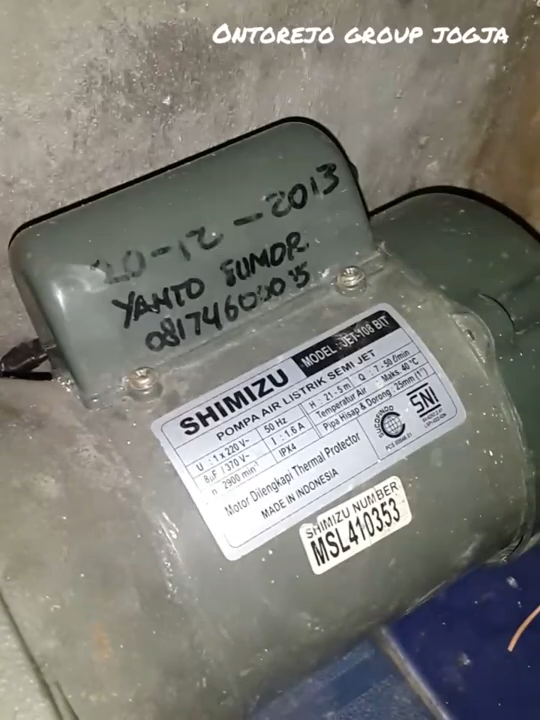 ONTOREJO GROUP JOGJA
20-12-2013
YANTO SUMOR
SHIMIZU
MODEL : JET-108 BIT
POMPA AIR LISTRIK SEMI JET
U : 1 x 220 V~ 50 Hz H : 21 - 5 m Q : 7 - 50 l/min
8µF / 370 V~ I : 1.6 A Temperatur Air Maks. 40 °C
n 2900 min⁻¹ IPX4 Pipa Hisap & Dorong : 25mm (1")
Motor Dilengkapi Thermal Protector
MADE IN INDONESIA
SUCOFINDO
SNI
SHIMIZU NUMBER
MSL410353